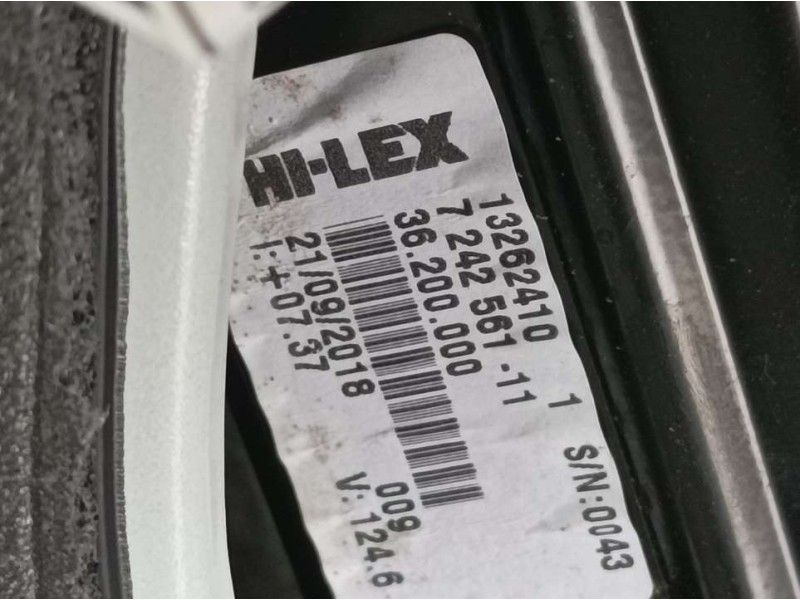 HI-LEX
13262410 1 S/N:0043
7 242 561 -11
36.200.000
009
21/09/2018 V: 124.6
I:+07.37